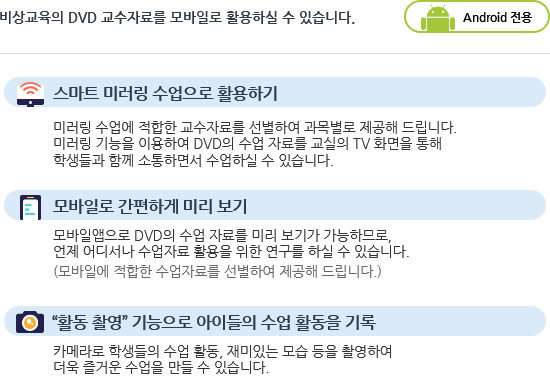 비상교육의 DVD 교수자료를 모바일로 활용하실 수 있습니다.
Android 전용
스마트 미러링 수업으로 활용하기
미러링 수업에 적합한 교수자료를 선별하여 과목별로 제공해 드립니다.
미러링 기능을 이용하여 DVD의 수업 자료를 교실의 TV 화면을 통해
학생들과 함께 소통하면서 수업하실 수 있습니다.
모바일로 간편하게 미리 보기
모바일앱으로 DVD의 수업 자료를 미리 보기가 가능하므로,
언제 어디서나 수업자료 활용을 위한 연구를 하실 수 있습니다.
(모바일에 적합한 수업자료를 선별하여 제공해 드립니다.)
“활동 촬영” 기능으로 아이들의 수업 활동을 기록
카메라로 학생들의 수업 활동, 재미있는 모습 등을 촬영하여
더욱 즐거운 수업을 만들 수 있습니다.